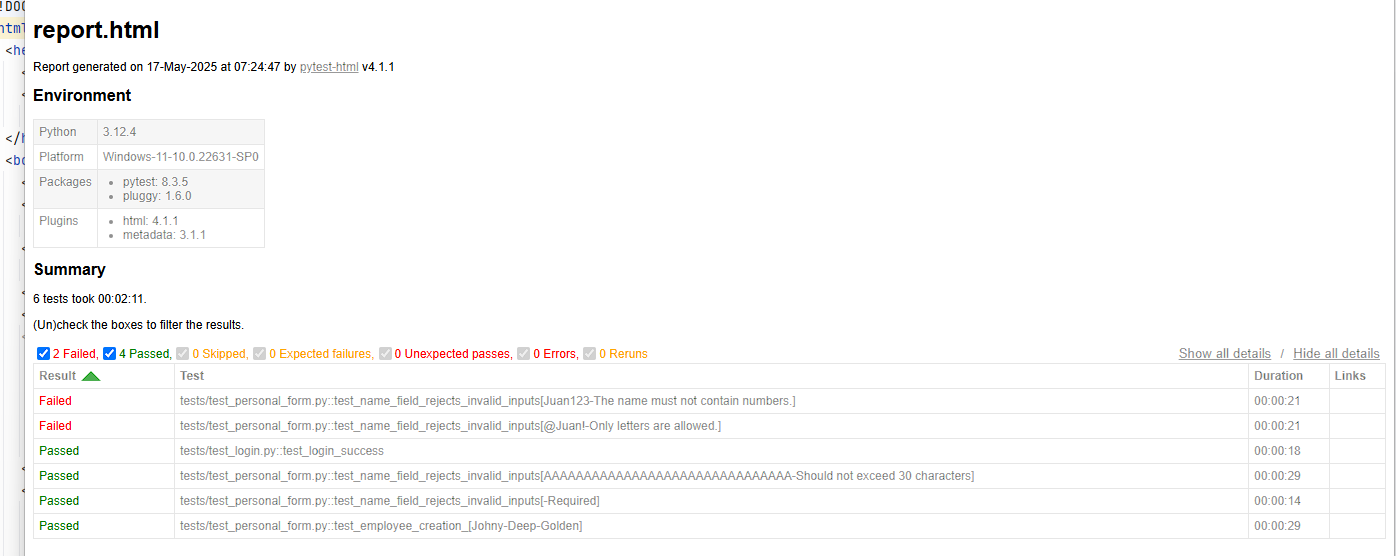 !DOC
report.html
html
<he
Report generated on 17-May-2025 at 07:24:47 by pytest-html v4.1.1
<
Environment
<
Python 3.12.4
</h
Platform Windows-11-10.0.22631-SP0
<bo
Packages
pytest: 8.3.5
<
pluggy: 1.6.0
<
Plugins
html: 4.1.1
metadata: 3.1.1
<
Summary
<
6 tests took 00:02:11.
<
(Un)check the boxes to filter the results.
<
2 Failed, 4 Passed, 0 Skipped, 0 Expected failures, 0 Unexpected passes, 0 Errors, 0 Reruns Show all details / Hide all details
Result Test Duration Links
Failed tests/test_personal_form.py::test_name_field_rejects_invalid_inputs[Juan123-The name must not contain numbers.] 00:00:21
Failed tests/test_personal_form.py::test_name_field_rejects_invalid_inputs[@Juan!-Only letters are allowed.] 00:00:21
Passed tests/test_login.py::test_login_success 00:00:18
<
Passed tests/test_personal_form.py::test_name_field_rejects_invalid_inputs[AAAAAAAAAAAAAAAAAAAAAAAAAAAAAAA-Should not exceed 30 characters] 00:00:29
<
Passed tests/test_personal_form.py::test_name_field_rejects_invalid_inputs[-Required] 00:00:14
Passed tests/test_personal_form.py::test_employee_creation_[Johny-Deep-Golden] 00:00:29